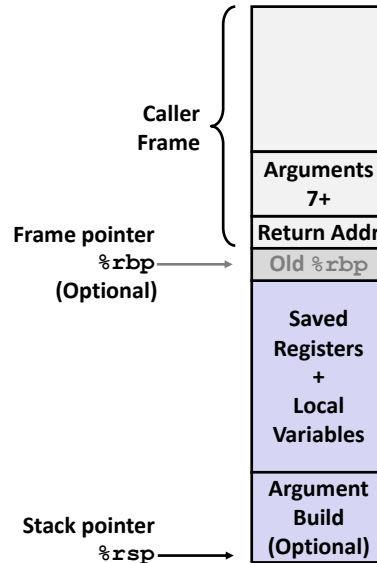 Caller
Frame
Arguments
7+
Return Addr
Frame pointer
%rbp
(Optional)
Old %rbp
Saved
Registers
+
Local
Variables
Argument
Build
(Optional)
Stack pointer
%rsp